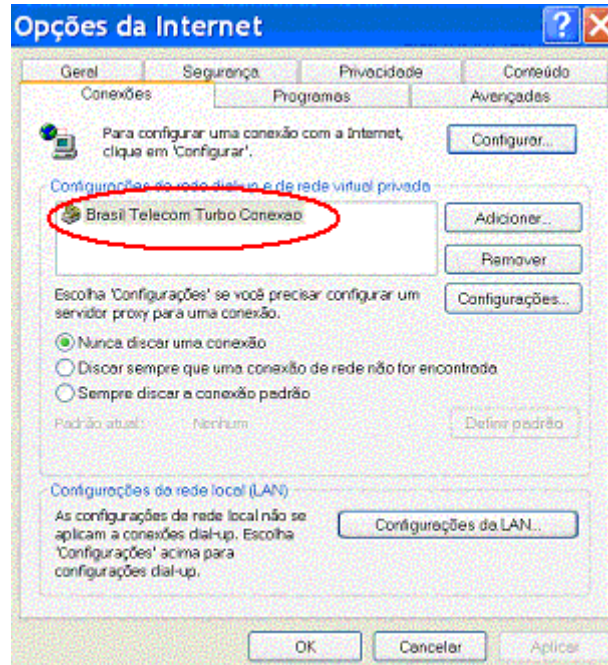 Opções da Internet
Geral Segurança Privacidade Conteúdo
Conexões Programas Avançadas
Para configurar uma conexão com a Internet,
clique em 'Configurar'.
Configurar...
Configurações de rede dial-up e de rede virtual privada
Brasil Telecom Turbo Conexao
Adicionar...
Remover
Escolha 'Configurações' se você precisar configurar um
servidor proxy para uma conexão.
Configurações...
Nunca discar uma conexão
Discar sempre que uma conexão de rede não for encontrada
Sempre discar a conexão padrão
Padrão atual: Nenhum
Definir padrão
Configurações da rede local (LAN)
As configurações de rede local não se
aplicam a conexões dial-up. Escolha
'Configurações' acima para
configurações dial-up.
Configurações da LAN...
OK Cancelar Aplicar